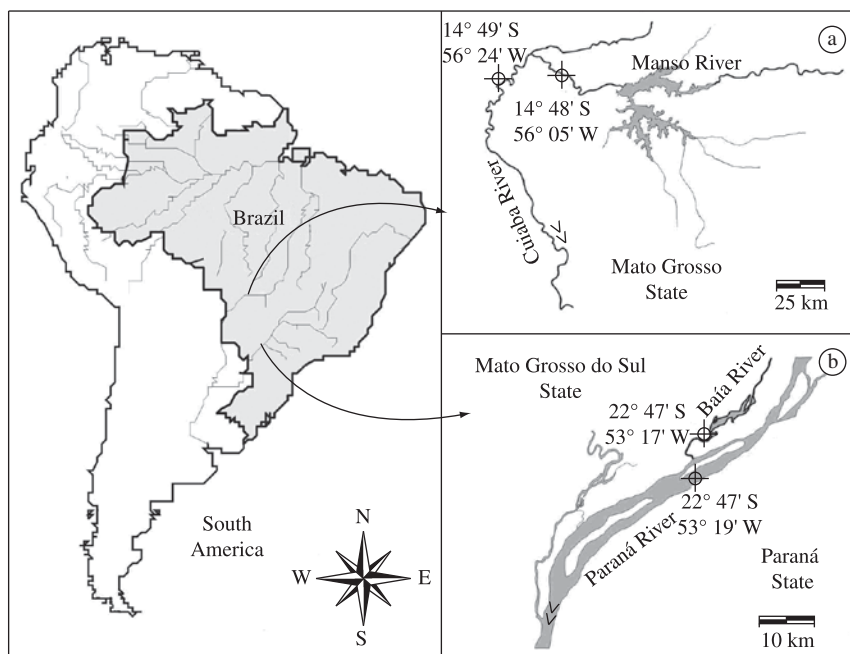 Brazil
South
America
N
W
E
S
a
14° 49' S
56° 24' W
Manso River
14° 48' S
56° 05' W
Cuiaba River
Mato Grosso
State
25 km
b
Mato Grosso do Sul
State
Baía River
22° 47' S
53° 17' W
22° 47' S
53° 19' W
Paraná River
Paraná
State
10 km